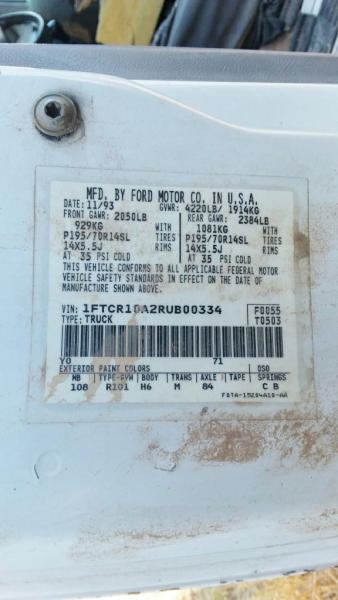 MFD. BY FORD MOTOR CO. IN U.S.A.
DATE: 11/93 GVWR: 4220LB/ 1914KG
FRONT GAWR: 2050LB REAR GAWR: 2384LB
929KG WITH 1081KG WITH
P195/70R14SL TIRES P195/70R14SL TIRES
14X5.5J RIMS 14X5.5J RIMS
AT 35 PSI COLD AT 35 PSI COLD
THIS VEHICLE CONFORMS TO ALL APPLICABLE FEDERAL MOTOR
VEHICLE SAFETY STANDARDS IN EFFECT ON THE DATE OF
MANUFACTURE SHOWN ABOVE.
VIN: 1FTCR10A2RUB00334 F0055
TYPE: TRUCK T0503
YO 71
EXTERIOR PAINT COLORS DSO
WB TYPE-GVW BODY TRANS AXLE TAPE SPRINGS
108 R101 H6 M 84 C B
F0TA-15204A10-AA